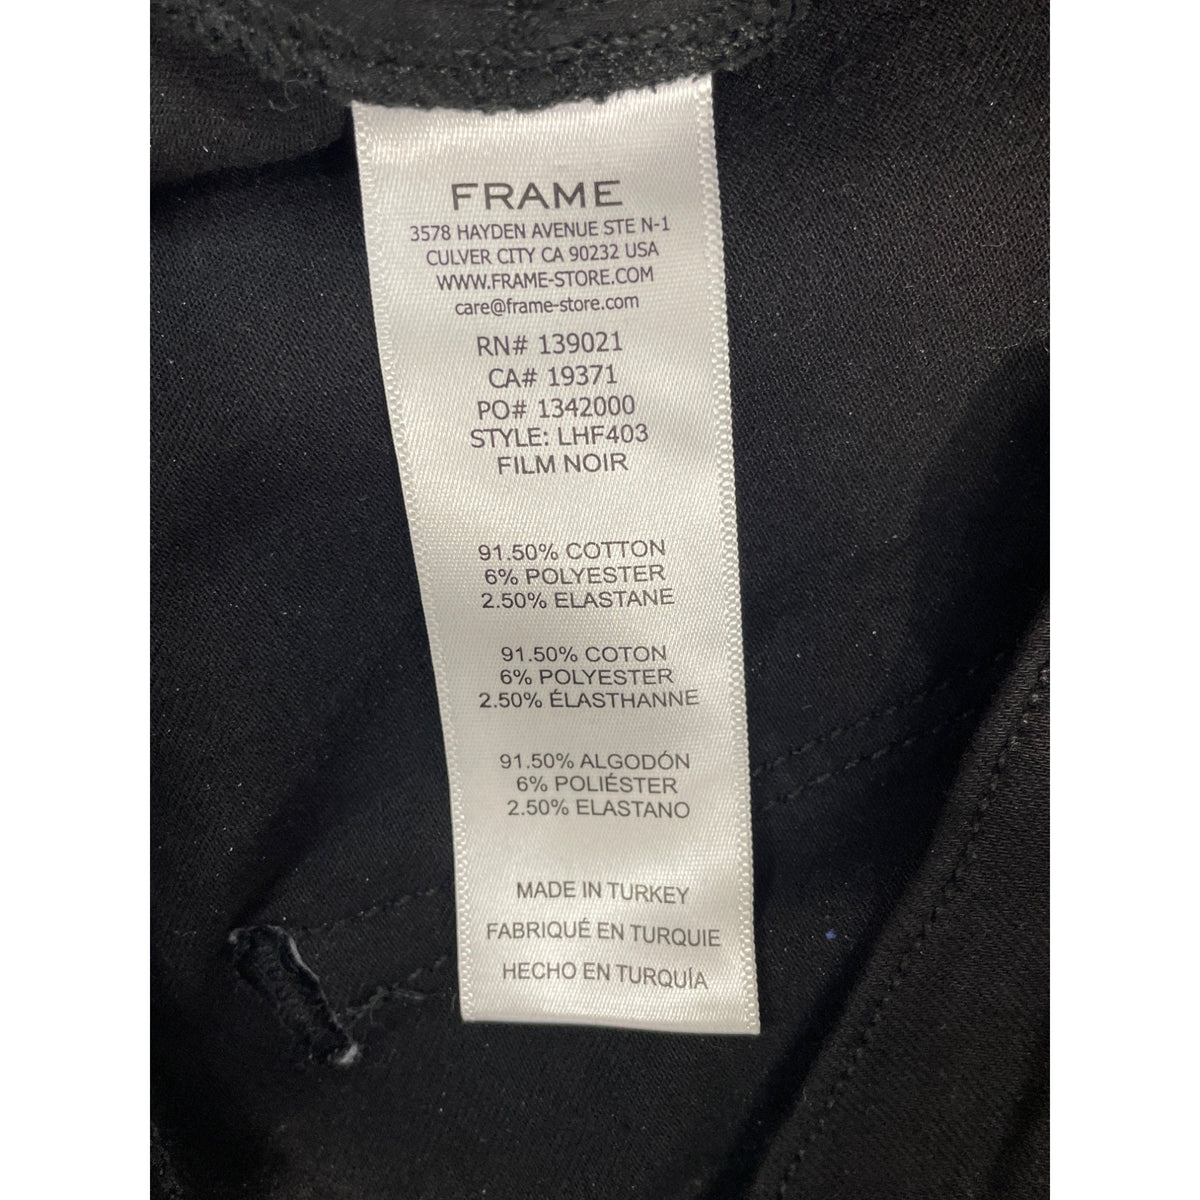 FRAME
3578 HAYDEN AVENUE STE N-1
CULVER CITY CA 90232 USA
WWW.FRAME-STORE.COM
care@frame-store.com
RN# 139021
CA# 19371
PO# 1342000
STYLE: LHF403
FILM NOIR
91.50% COTTON
6% POLYESTER
2.50% ELASTANE
91.50% COTON
6% POLYESTER
2.50% ÉLASTHANNE
91.50% ALGODÓN
6% POLIÉSTER
2.50% ELASTANO
MADE IN TURKEY
FABRIQUÉ EN TURQUIE
HECHO EN TURQUÍA